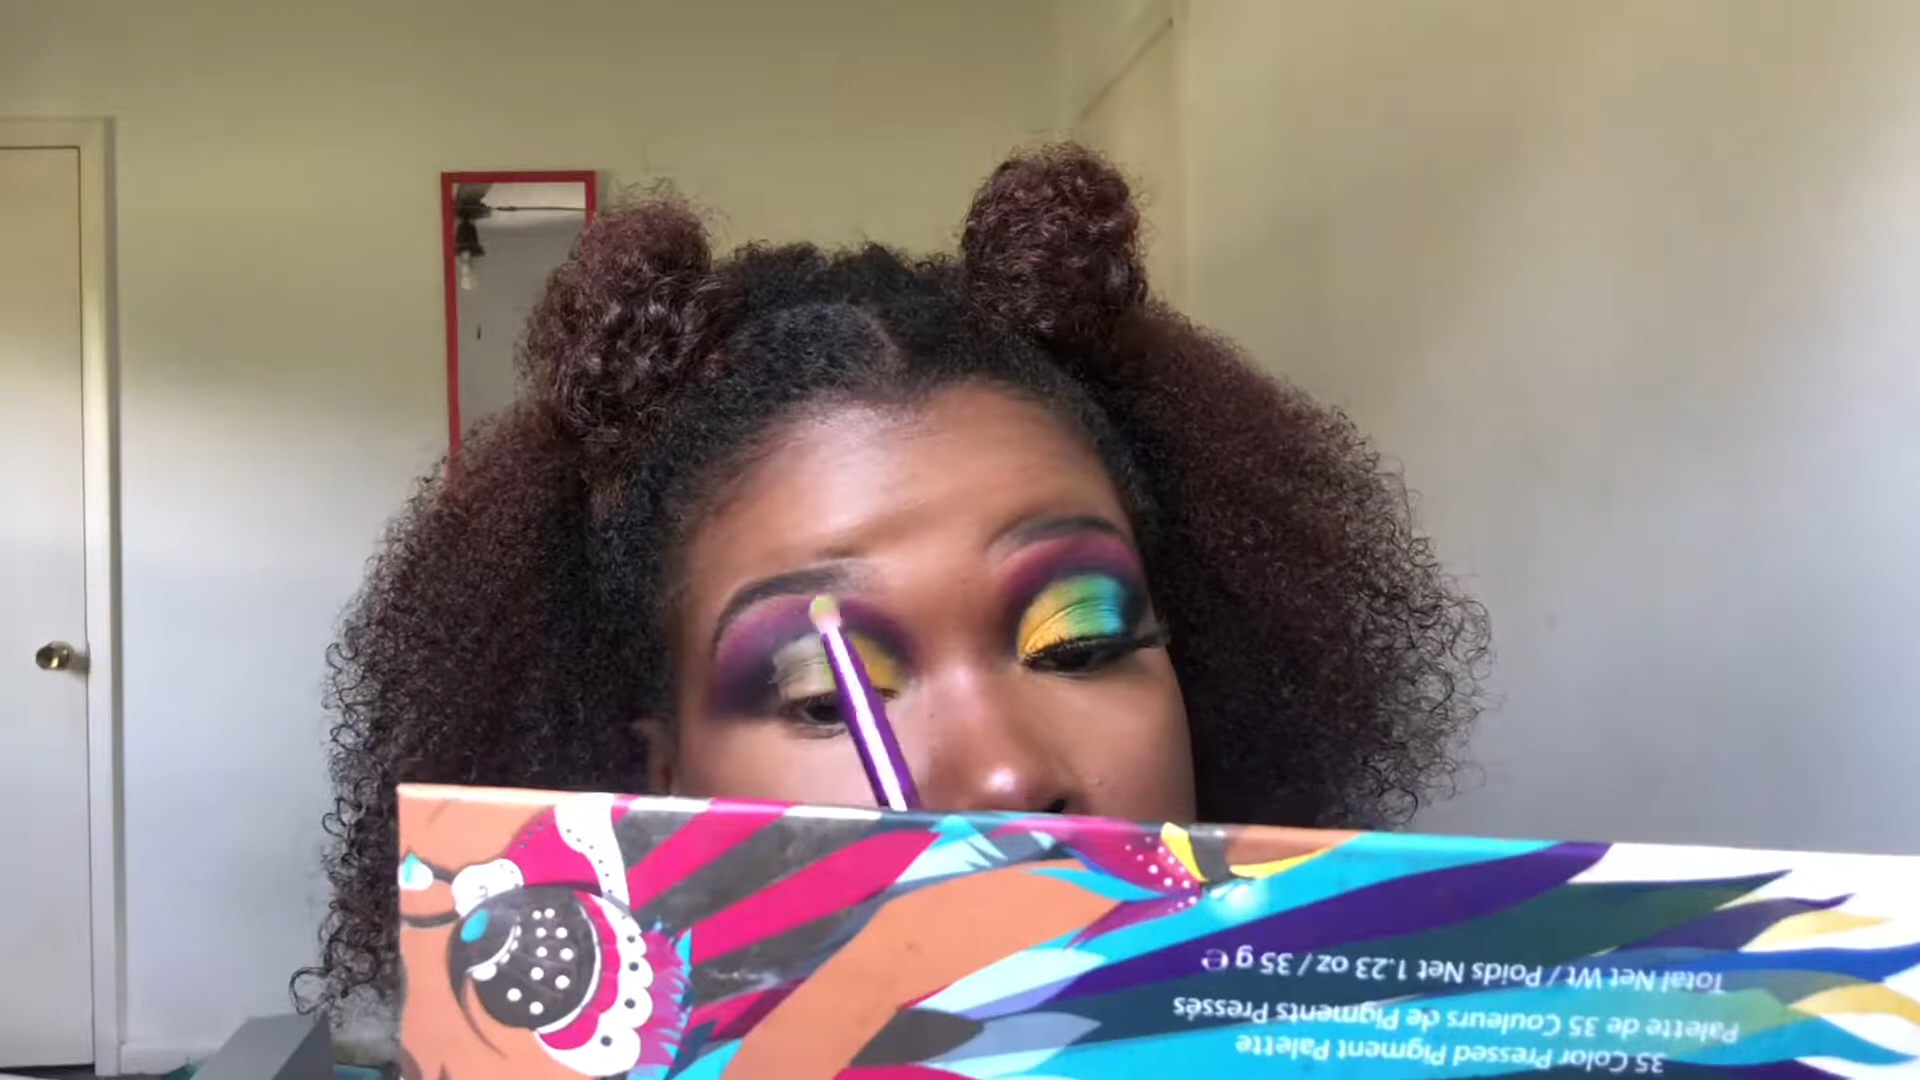 35 Color Pressed Pigment Palette
Palette de 35 Couleurs de Pigments Pressés
Total Net Wt / Poids Net 1.23 oz / 35 g ℮